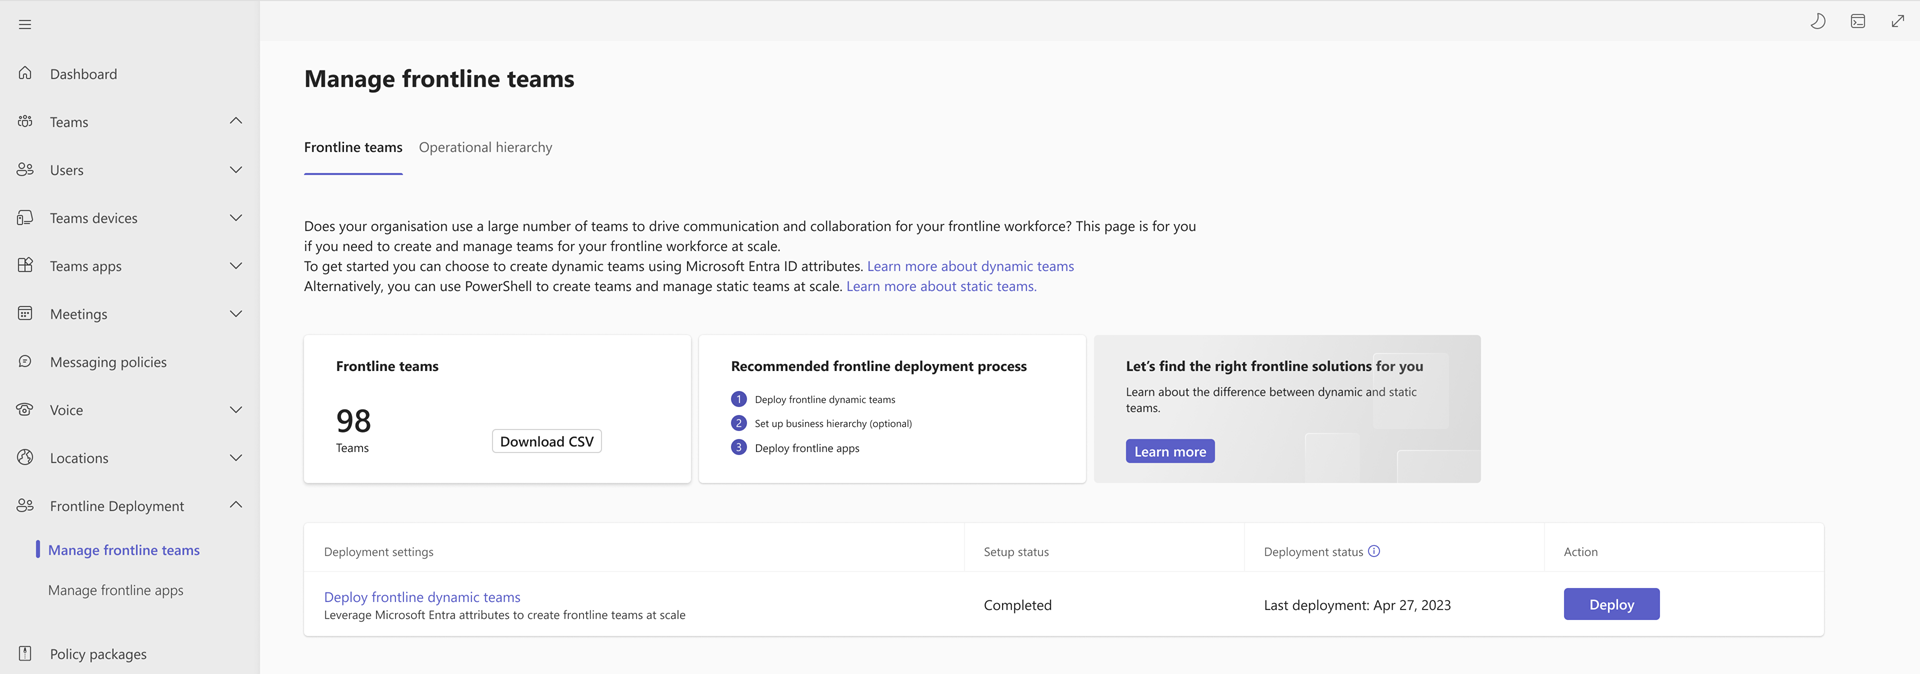 Dashboard
Teams
Users
Teams devices
Teams apps
Meetings
Messaging policies
Voice
Locations
Frontline Deployment
Manage frontline teams
Manage frontline apps
Policy packages
Manage frontline teams
Frontline teams
Operational hierarchy
Does your organisation use a large number of teams to drive communication and collaboration for your frontline workforce? This page is for you
if you need to create and manage teams for your frontline workforce at scale.
To get started you can choose to create dynamic teams using Microsoft Entra ID attributes. Learn more about dynamic teams
Alternatively, you can use PowerShell to create teams and manage static teams at scale. Learn more about static teams.
Frontline teams
98
Teams
Download CSV
Recommended frontline deployment process
1 Deploy frontline dynamic teams
2 Set up business hierarchy (optional)
3 Deploy frontline apps
Let’s find the right frontline solutions for you
Learn about the difference between dynamic and static
teams.
Learn more
Deployment settings
Setup status
Deployment status
Action
Deploy frontline dynamic teams
Leverage Microsoft Entra attributes to create frontline teams at scale
Completed
Last deployment: Apr 27, 2023
Deploy